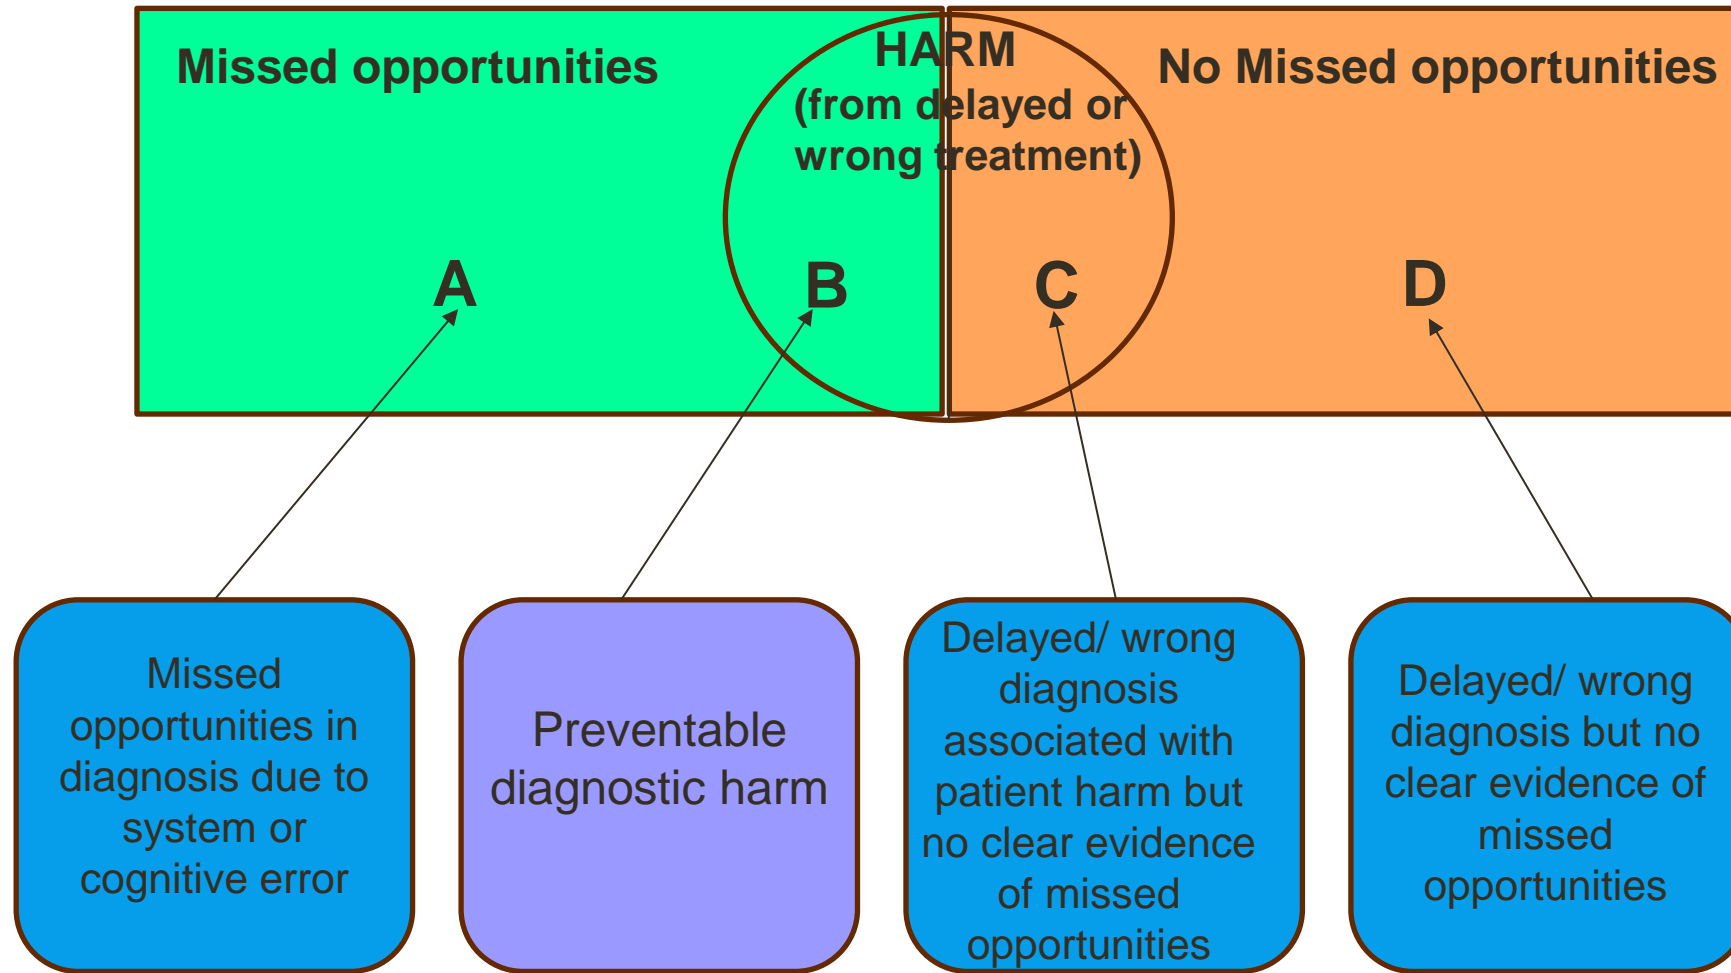 Missed opportunities
HARM
(from delayed or
wrong treatment)
No Missed opportunities
A
B
C
D
Missed
opportunities in
diagnosis due to
system or
cognitive error
Preventable
diagnostic harm
Delayed/ wrong
diagnosis
associated with
patient harm but
no clear evidence
of missed
opportunities
Delayed/ wrong
diagnosis but no
clear evidence of
missed
opportunities